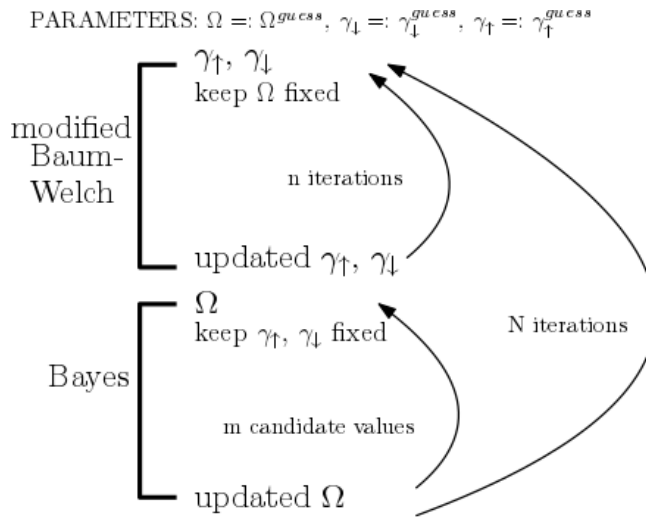 PARAMETERS: Ω =: Ω^guess, γ↓ =: γ↓^guess, γ↑ =: γ↑^guess
γ↑, γ↓
keep Ω fixed
modified
Baum-
Welch
n iterations
updated γ↑, γ↓
Ω
keep γ↑, γ↓ fixed
N iterations
Bayes
m candidate values
updated Ω